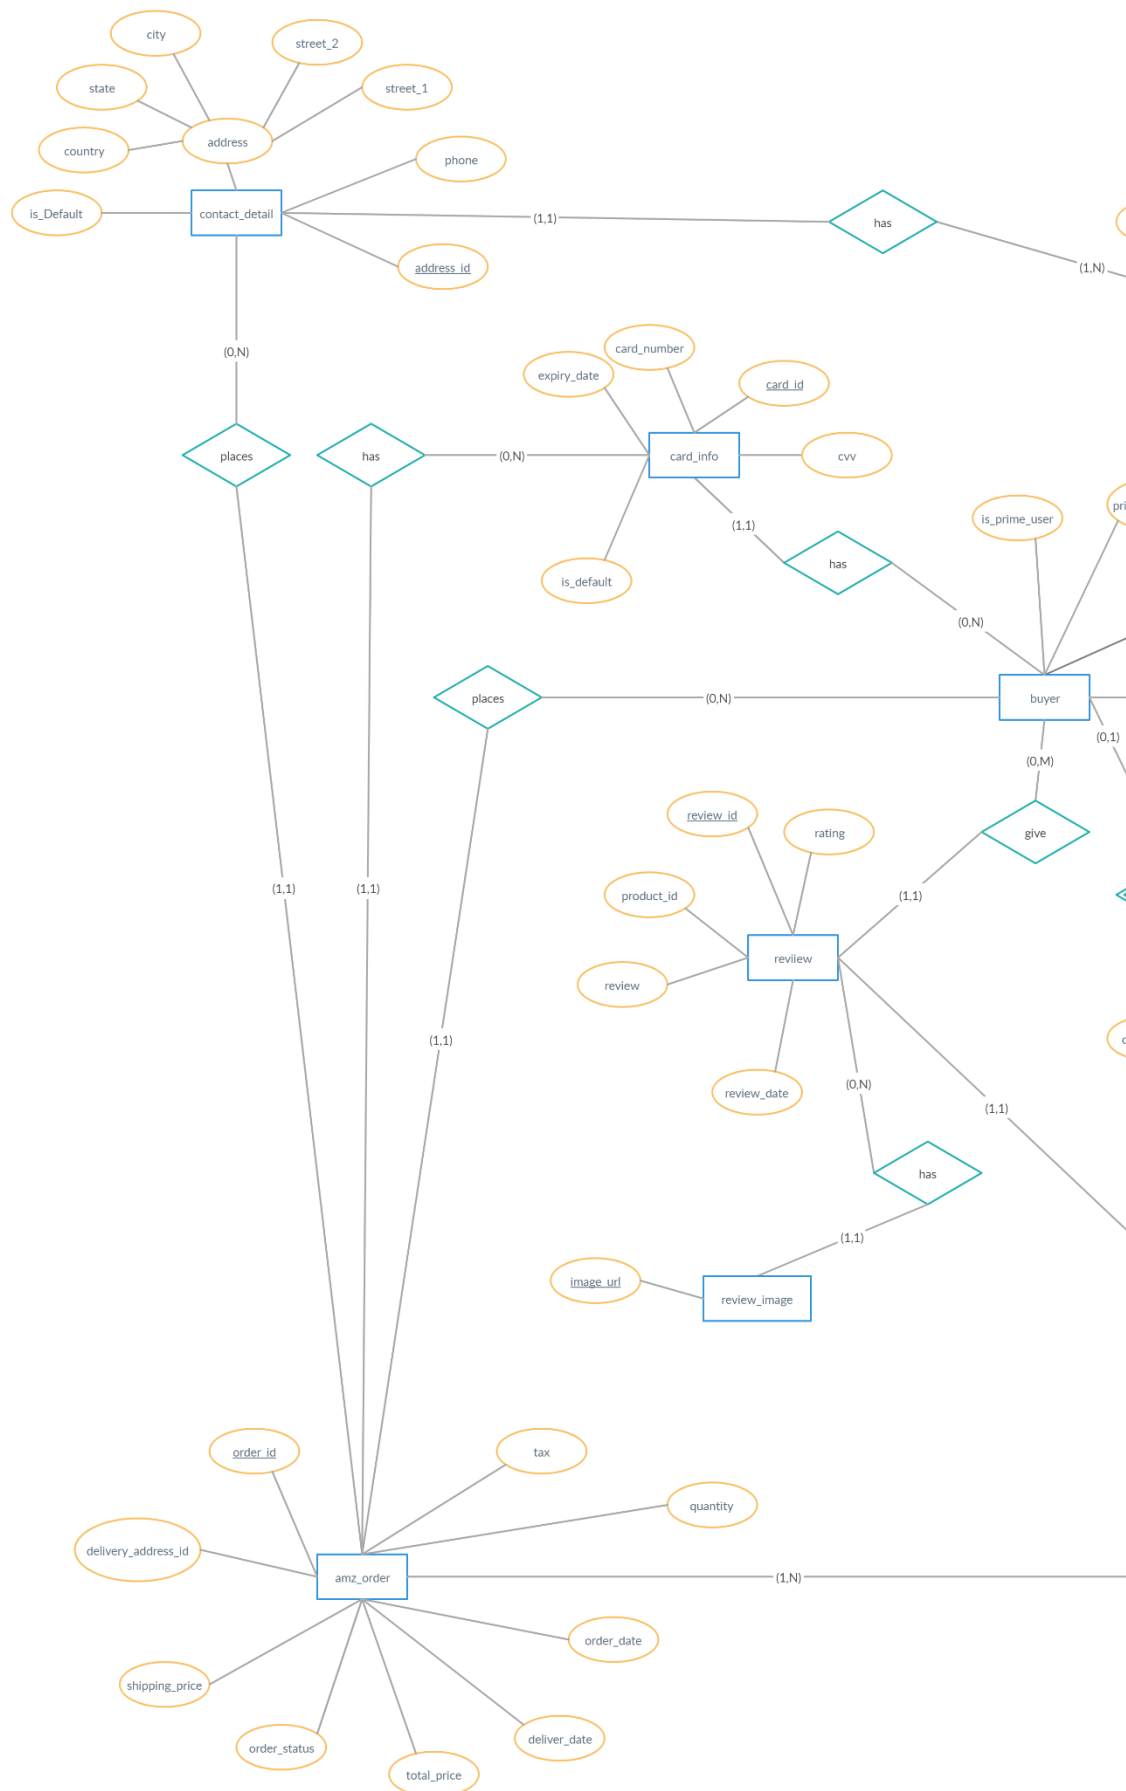 city
street_2
state
street_1
address
country
phone
is_Default
contact_detail
(1,1)
has
address_id
(1,N)
(0,N)
card_number
expiry_date
card_id
places
has
(0,N)
card_info
cvv
pri
is_prime_user
(1,1)
has
is_default
(0,N)
places
(0,N)
buyer
(0,1)
(0,M)
review_id
rating
give
(1,1)
(1,1)
product_id
(1,1)
reviiew
review
(1,1)
review_date
(0,N)
(1,1)
has
(1,1)
image_url
review_image
order_id
tax
quantity
delivery_address_id
amz_order
(1,N)
order_date
shipping_price
order_status
deliver_date
total_price